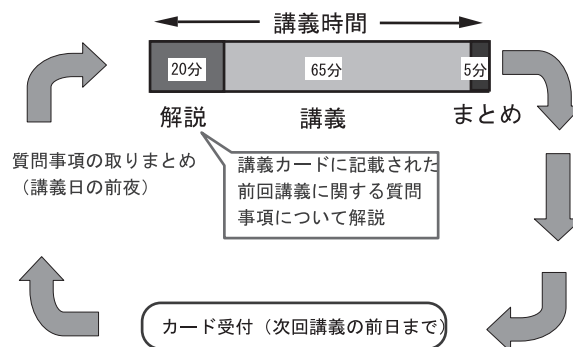 講義時間
20分
65分
5分
解説
講義
まとめ
質問事項の取りまとめ
（講義日の前夜）
講義カードに記載された
前回講義に関する質問
事項について解説
カード受付（次回講義の前日まで）